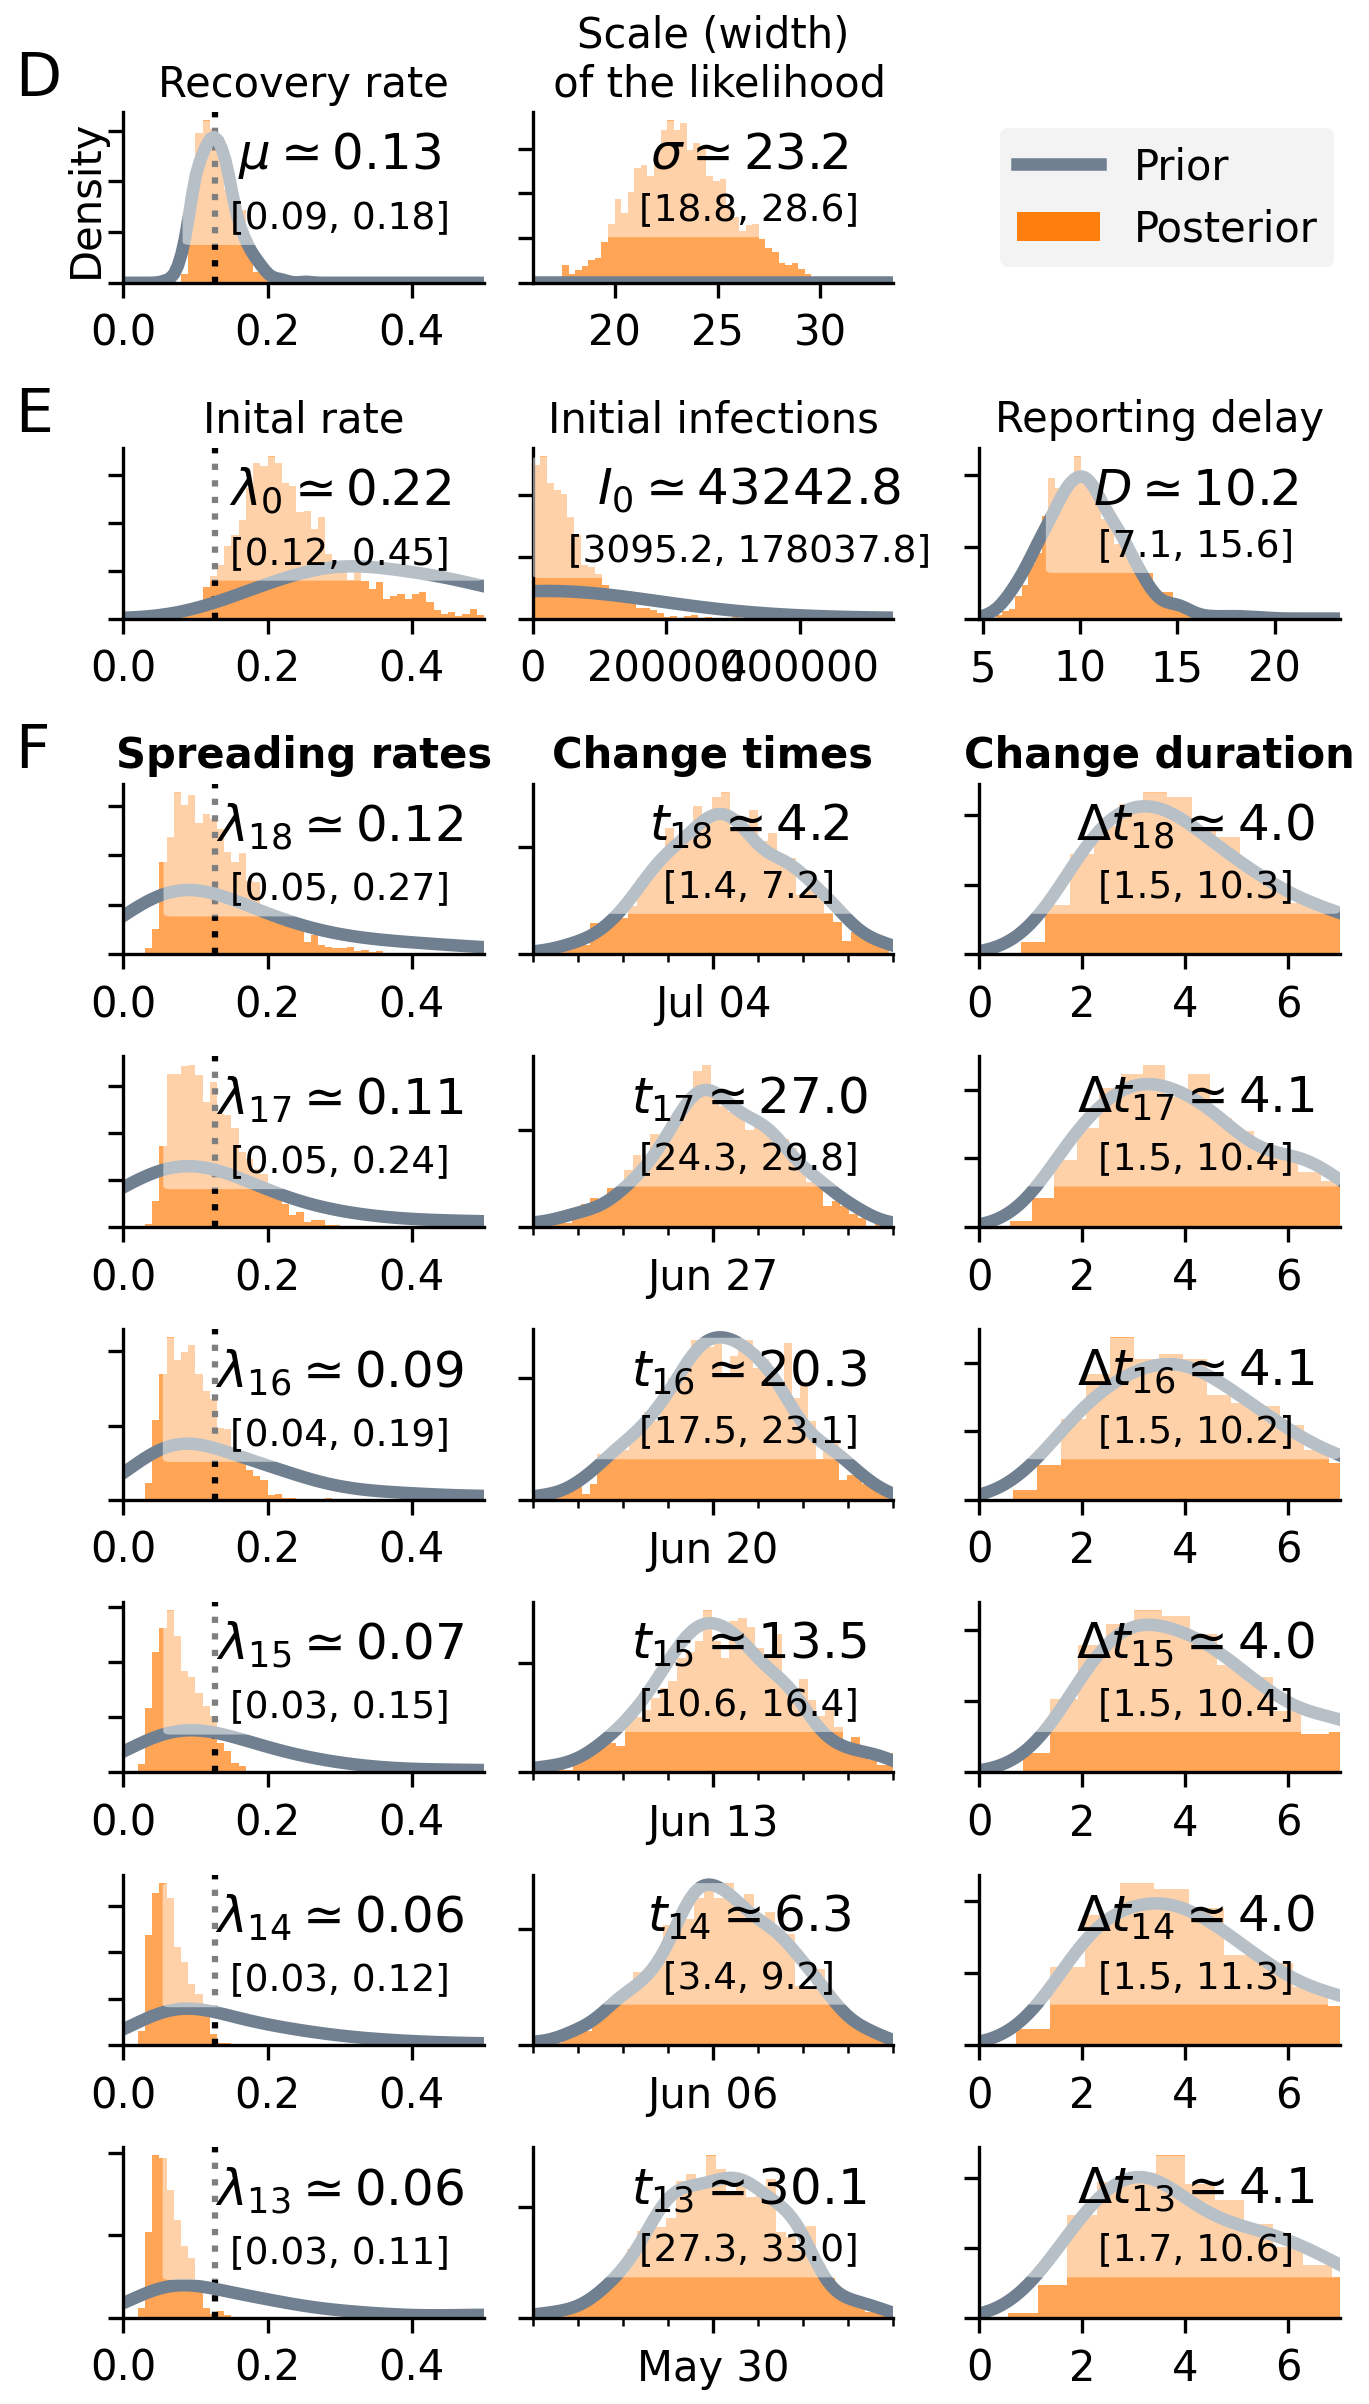 D
Recovery rate
Scale (width)
of the likelihood
Density
μ ≃ 0.13
[0.09, 0.18]
0.0 0.2 0.4
σ ≃ 23.2
[18.8, 28.6]
20 25 30
Prior
Posterior
E
Inital rate
λ0 ≃ 0.22
[0.12, 0.45]
0.0 0.2 0.4
Initial infections
I0 ≃ 43242.8
[3095.2, 178037.8]
0 200000 400000
Reporting delay
D ≃ 10.2
[7.1, 15.6]
5 10 15 20
F
Spreading rates
Change times
Change duration
λ18 ≃ 0.12
[0.05, 0.27]
0.0 0.2 0.4
t18 ≃ 4.2
[1.4, 7.2]
Jul 04
Δt18 ≃ 4.0
[1.5, 10.3]
0 2 4 6
λ17 ≃ 0.11
[0.05, 0.24]
0.0 0.2 0.4
t17 ≃ 27.0
[24.3, 29.8]
Jun 27
Δt17 ≃ 4.1
[1.5, 10.4]
0 2 4 6
λ16 ≃ 0.09
[0.04, 0.19]
0.0 0.2 0.4
t16 ≃ 20.3
[17.5, 23.1]
Jun 20
Δt16 ≃ 4.1
[1.5, 10.2]
0 2 4 6
λ15 ≃ 0.07
[0.03, 0.15]
0.0 0.2 0.4
t15 ≃ 13.5
[10.6, 16.4]
Jun 13
Δt15 ≃ 4.0
[1.5, 10.4]
0 2 4 6
λ14 ≃ 0.06
[0.03, 0.12]
0.0 0.2 0.4
t14 ≃ 6.3
[3.4, 9.2]
Jun 06
Δt14 ≃ 4.0
[1.5, 11.3]
0 2 4 6
λ13 ≃ 0.06
[0.03, 0.11]
0.0 0.2 0.4
t13 ≃ 30.1
[27.3, 33.0]
May 30
Δt13 ≃ 4.1
[1.7, 10.6]
0 2 4 6